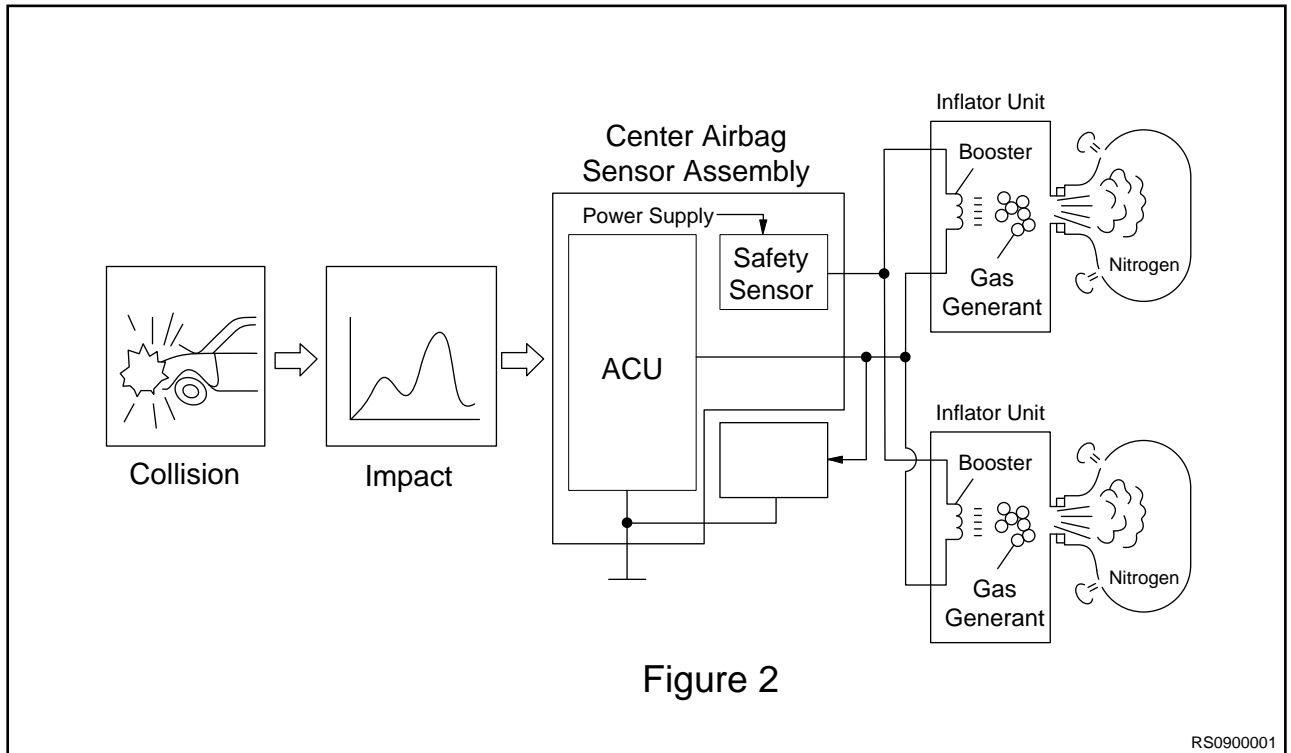 Collision
Impact
Center Airbag
Sensor Assembly
Power Supply
Safety
Sensor
ACU
Inflator Unit
Booster
Gas
Generant
Nitrogen
Inflator Unit
Booster
Gas
Generant
Nitrogen
Figure 2
RS0900001